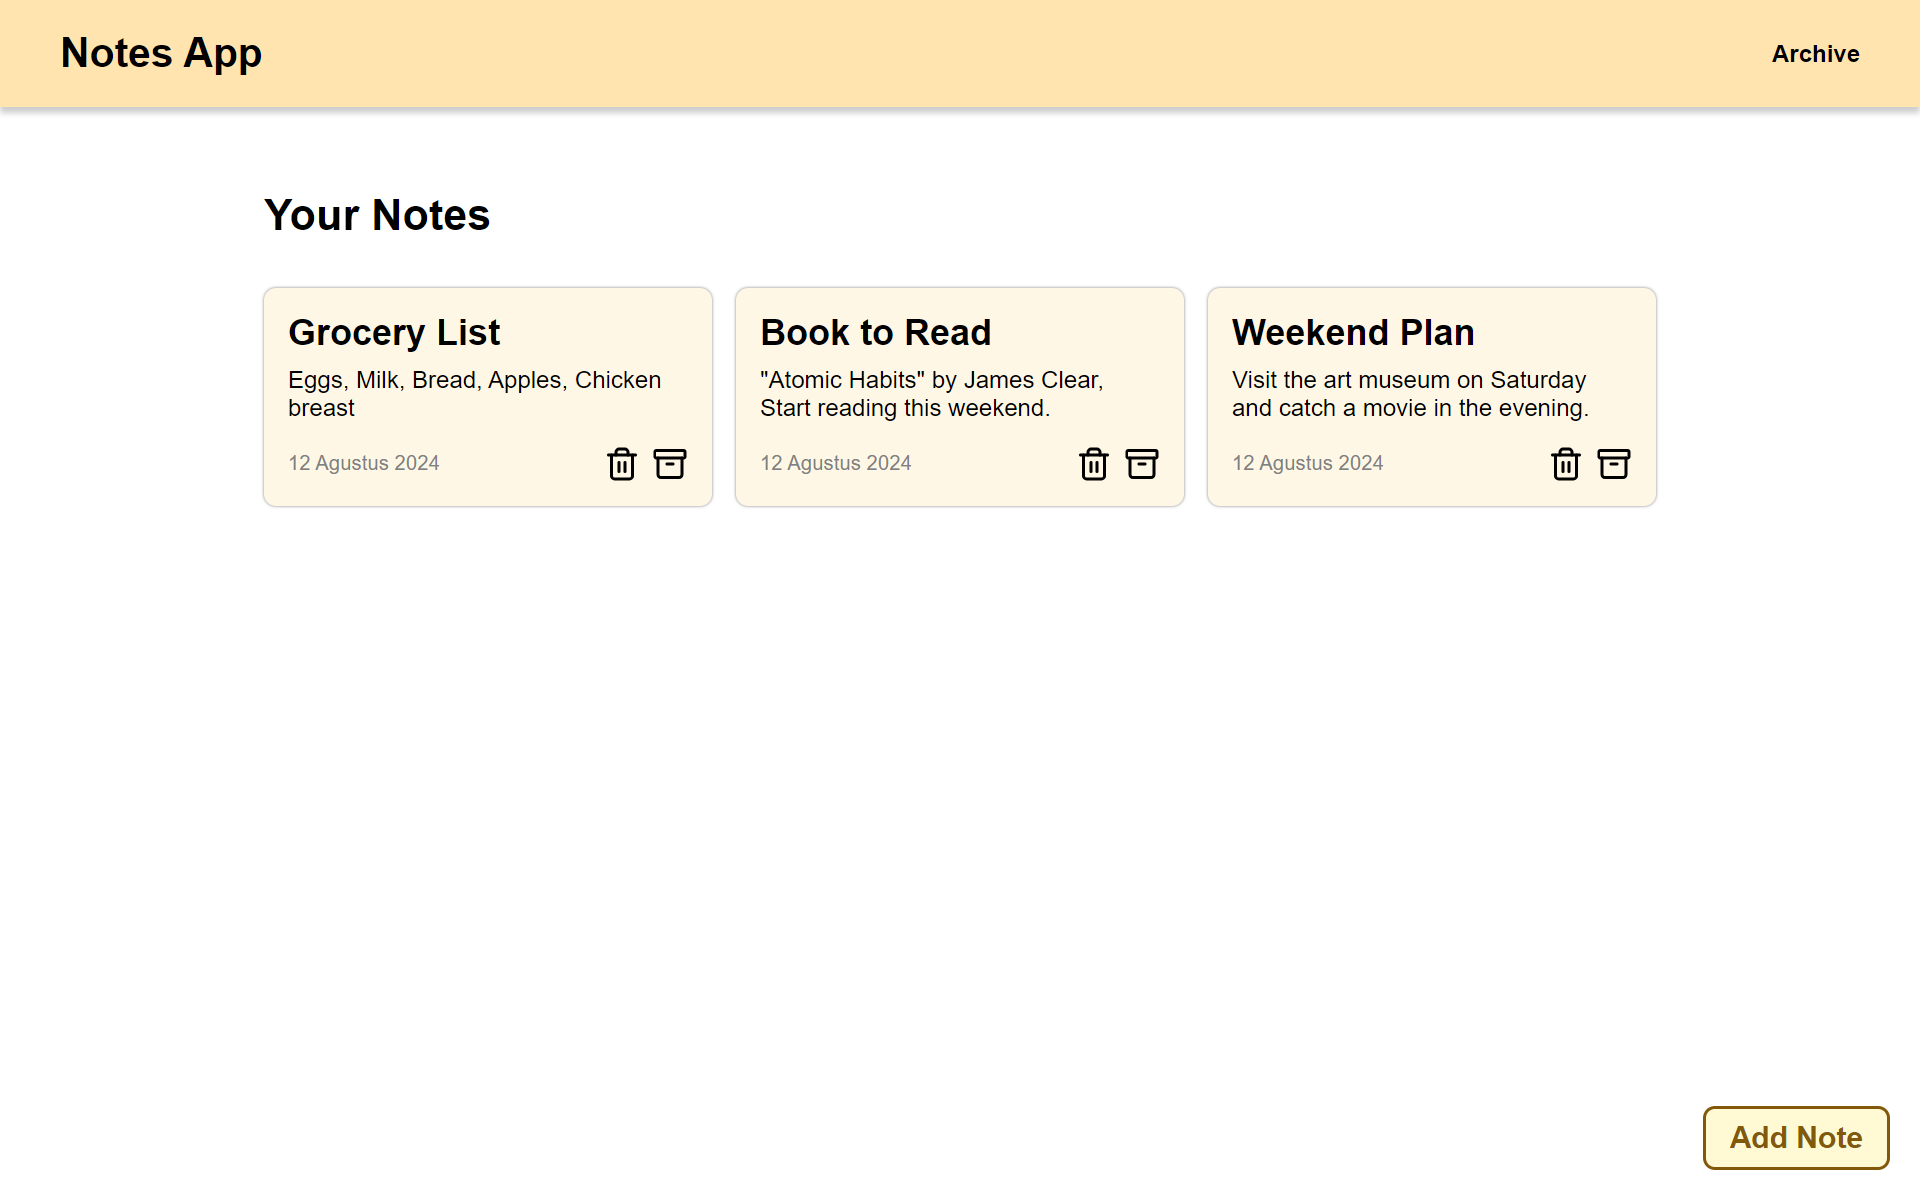 Notes App
Archive
Your Notes
Grocery List
Eggs, Milk, Bread, Apples, Chicken
breast
12 Agustus 2024
Book to Read
"Atomic Habits" by James Clear,
Start reading this weekend.
12 Agustus 2024
Weekend Plan
Visit the art museum on Saturday
and catch a movie in the evening.
12 Agustus 2024
Add Note